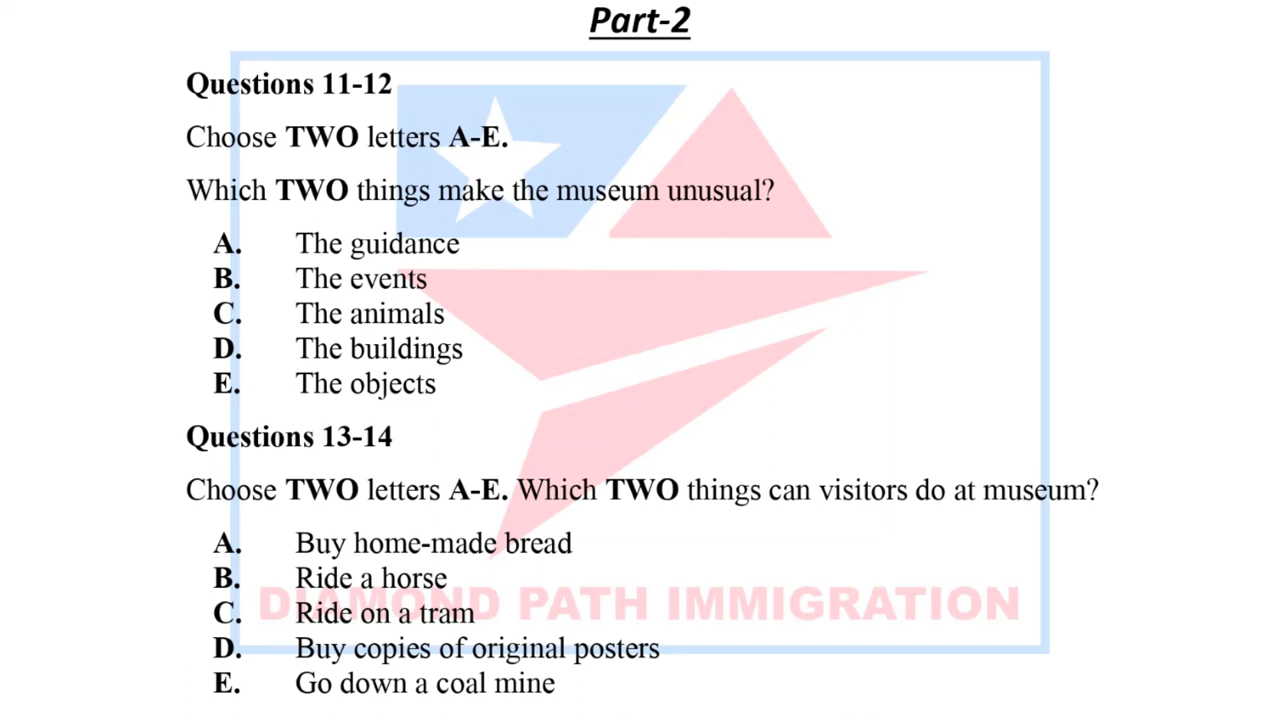 Part-2
Questions 11-12
Choose TWO letters A-E.
Which TWO things make the museum unusual?
A. The guidance
B. The events
C. The animals
D. The buildings
E. The objects
Questions 13-14
Choose TWO letters A-E. Which TWO things can visitors do at museum?
A. Buy home-made bread
B. Ride a horse
DIAMOND PATH IMMIGRATION
C. Ride on a tram
D. Buy copies of original posters
E. Go down a coal mine